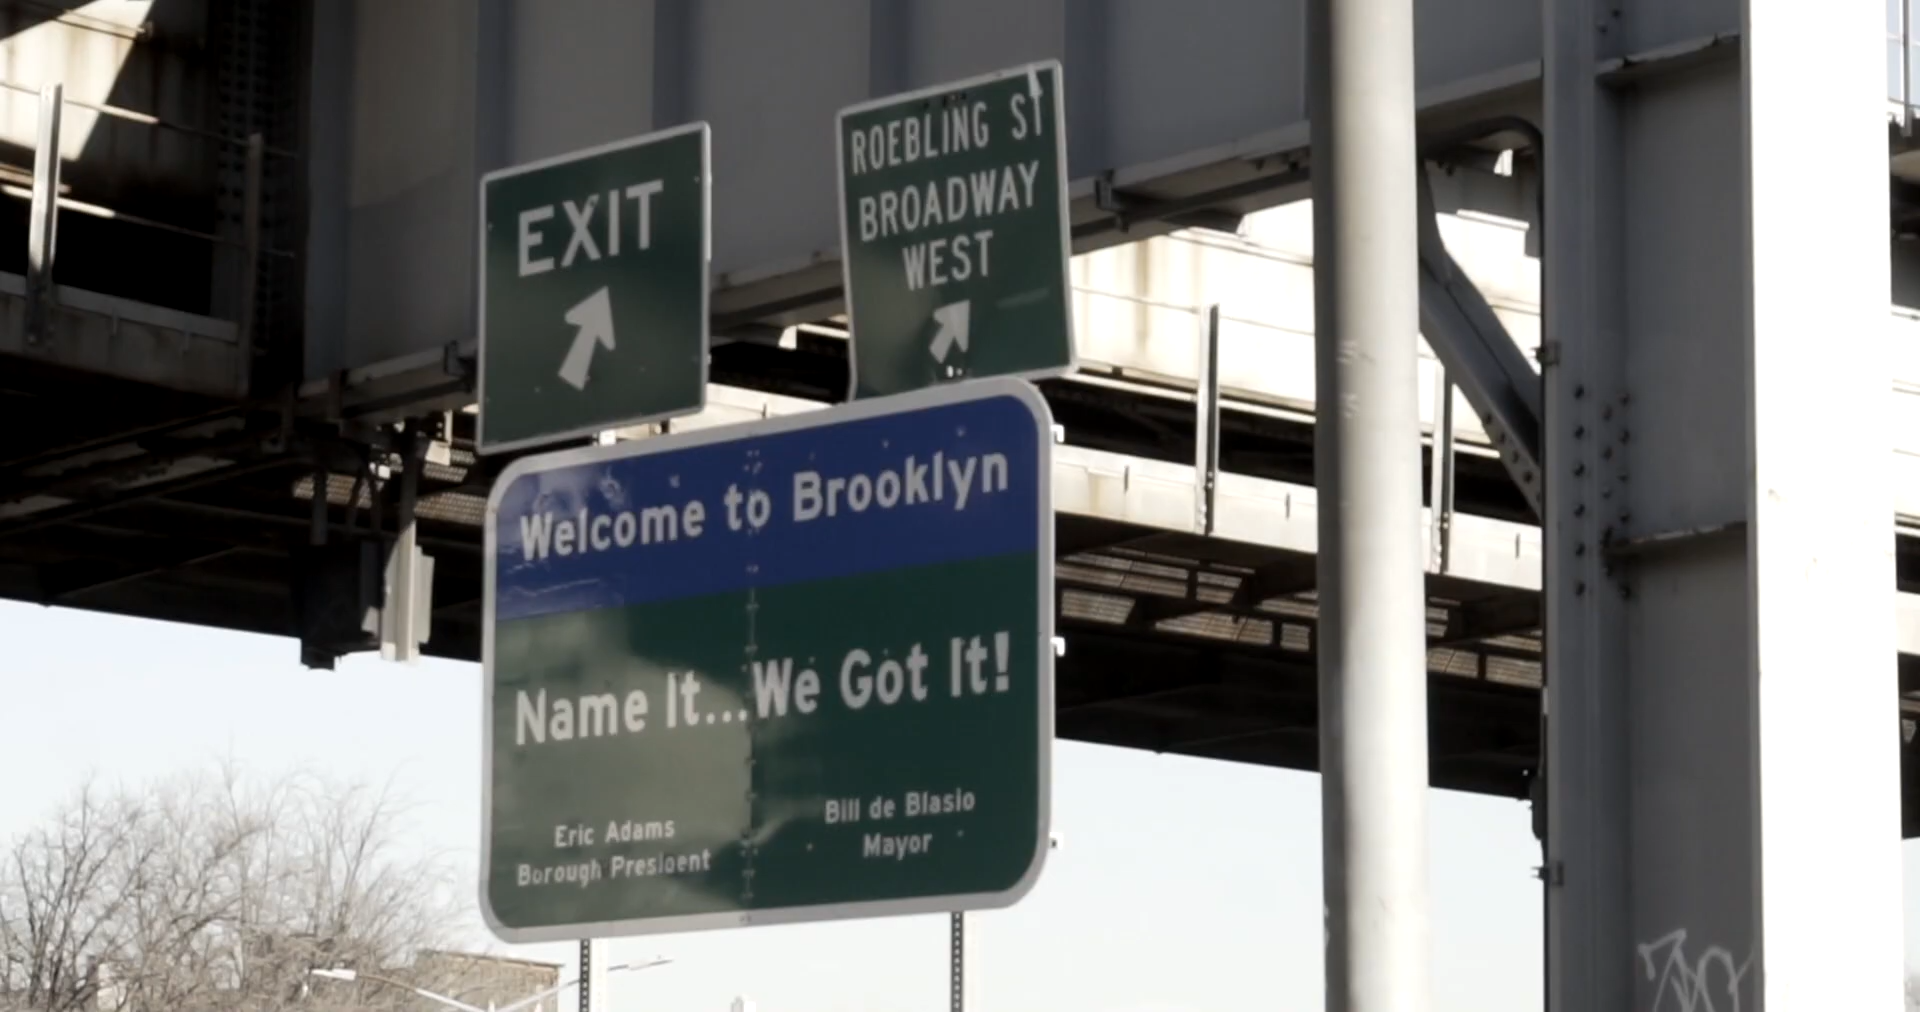 EXIT
ROEBLING ST
BROADWAY
WEST
Welcome to Brooklyn
Name It...We Got It!
Eric Adams
Borough President
Bill de Blasio
Mayor